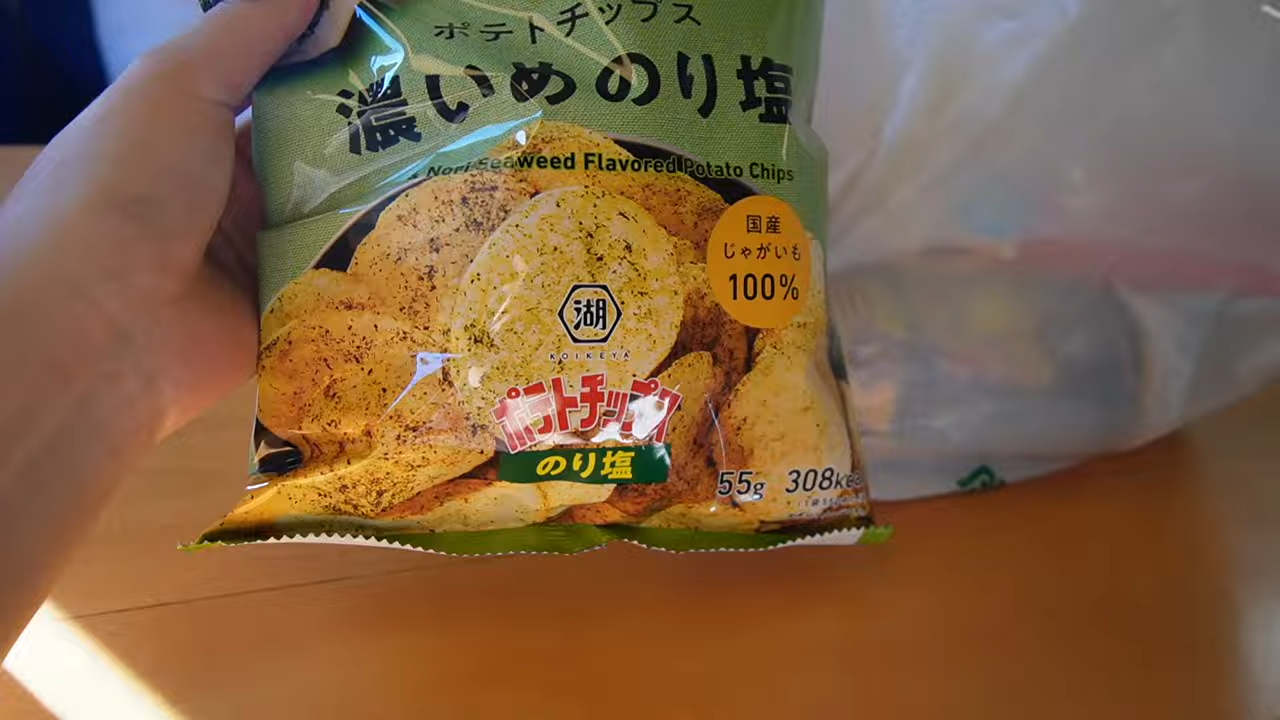 ポテトチップス
濃いめのり塩
Nori Seaweed Flavored Potato Chips
国産
じゃがいも
100%
湖
KOIKEYA
ポテトチップス
のり塩
55g 308kcal